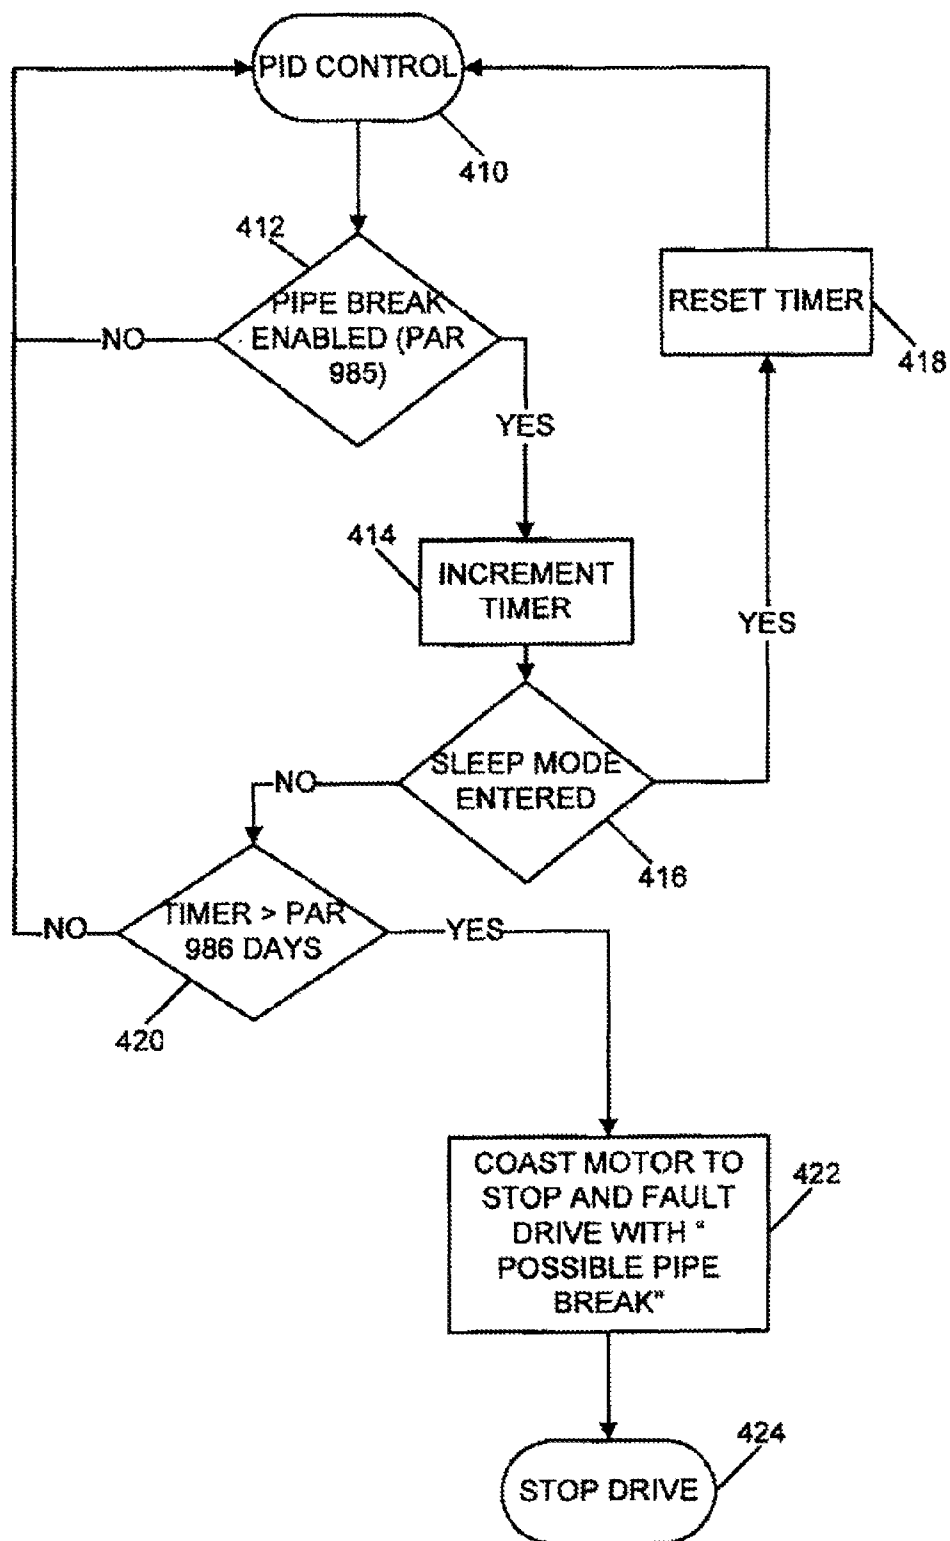 PID CONTROL
410
412
PIPE BREAK
ENABLED (PAR
985)
NO
YES
RESET TIMER
418
414
INCREMENT
TIMER
YES
SLEEP MODE
ENTERED
NO
416
TIMER > PAR
986 DAYS
NO
YES
420
COAST MOTOR TO
STOP AND FAULT
DRIVE WITH "
POSSIBLE PIPE
BREAK"
422
424
STOP DRIVE